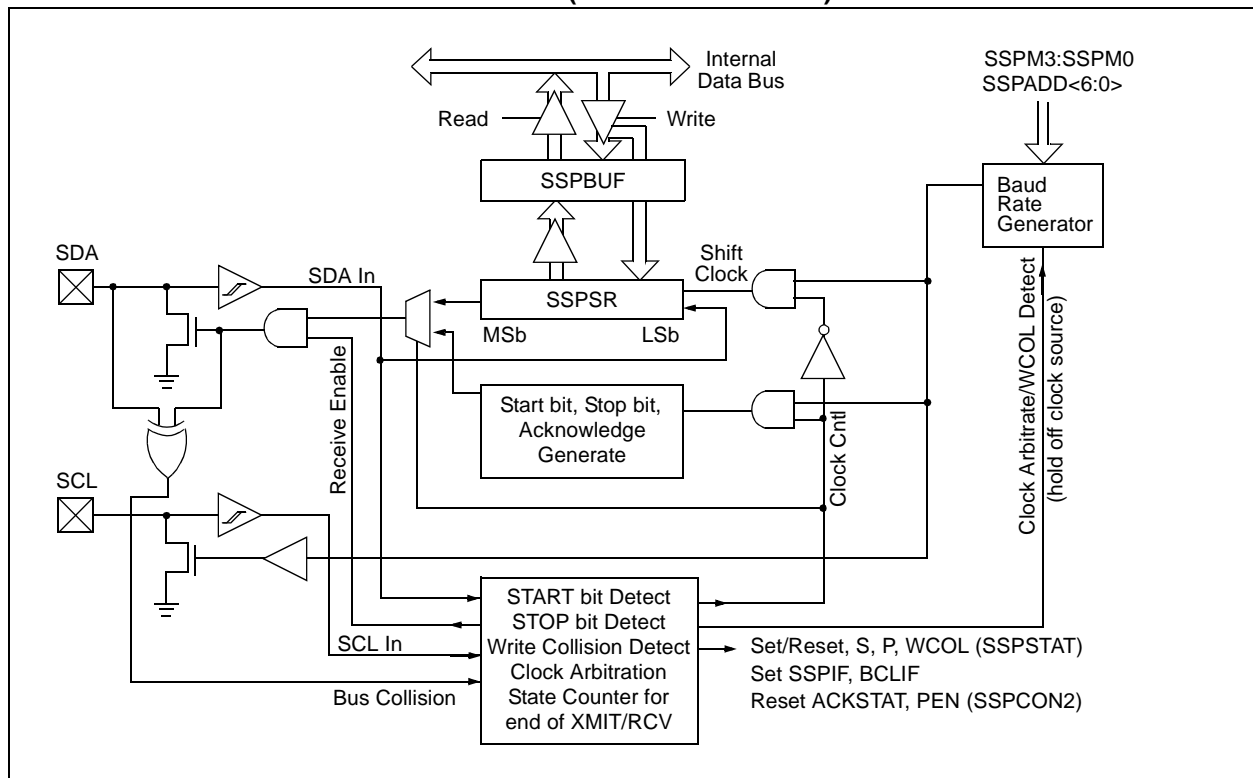 Internal
Data Bus
SSPM3:SSPM0
SSPADD<6:0>
Read
Write
SSPBUF
Baud
Rate
Generator
SDA
SDA In
Shift
Clock
SSPSR
MSb
LSb
Receive Enable
Start bit, Stop bit,
Acknowledge
Generate
Clock Cntl
Clock Arbitrate/WCOL Detect
(hold off clock source)
SCL
SCL In
Bus Collision
START bit Detect
STOP bit Detect
Write Collision Detect
Clock Arbitration
State Counter for
end of XMIT/RCV
Set/Reset, S, P, WCOL (SSPSTAT)
Set SSPIF, BCLIF
Reset ACKSTAT, PEN (SSPCON2)